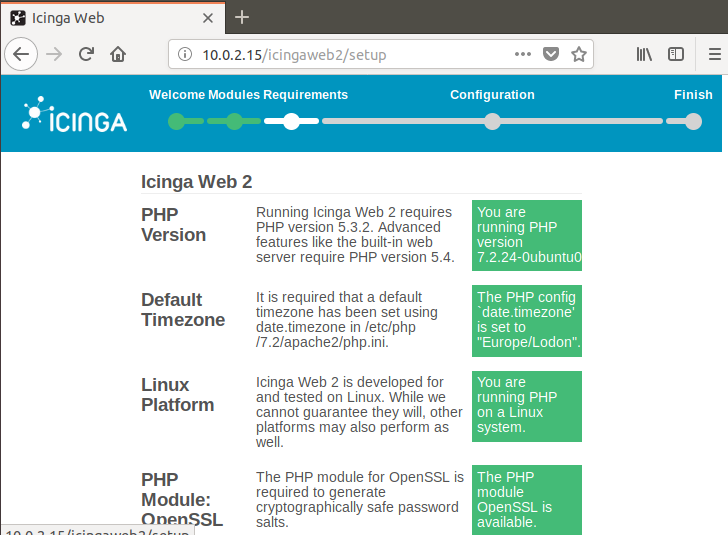 Icinga Web
10.0.2.15/icingaweb2/setup
ICINGA
Welcome Modules Requirements Configuration Finish
Icinga Web 2
PHP
Version
Running Icinga Web 2 requires
PHP version 5.3.2. Advanced
features like the built-in web
server require PHP version 5.4.
You are
running PHP
version
7.2.24-0ubuntu0
Default
Timezone
It is required that a default
timezone has been set using
date.timezone in /etc/php
/7.2/apache2/php.ini.
The PHP config
`date.timezone'
is set to
"Europe/Lodon".
Linux
Platform
Icinga Web 2 is developed for
and tested on Linux. While we
cannot guarantee they will, other
platforms may also perform as
well.
You are
running PHP
on a Linux
system.
PHP
Module:
OpenSSL
The PHP module for OpenSSL is
required to generate
cryptographically safe password
salts.
The PHP
module
OpenSSL is
available.
10.0.2.15/icingaweb2/setup